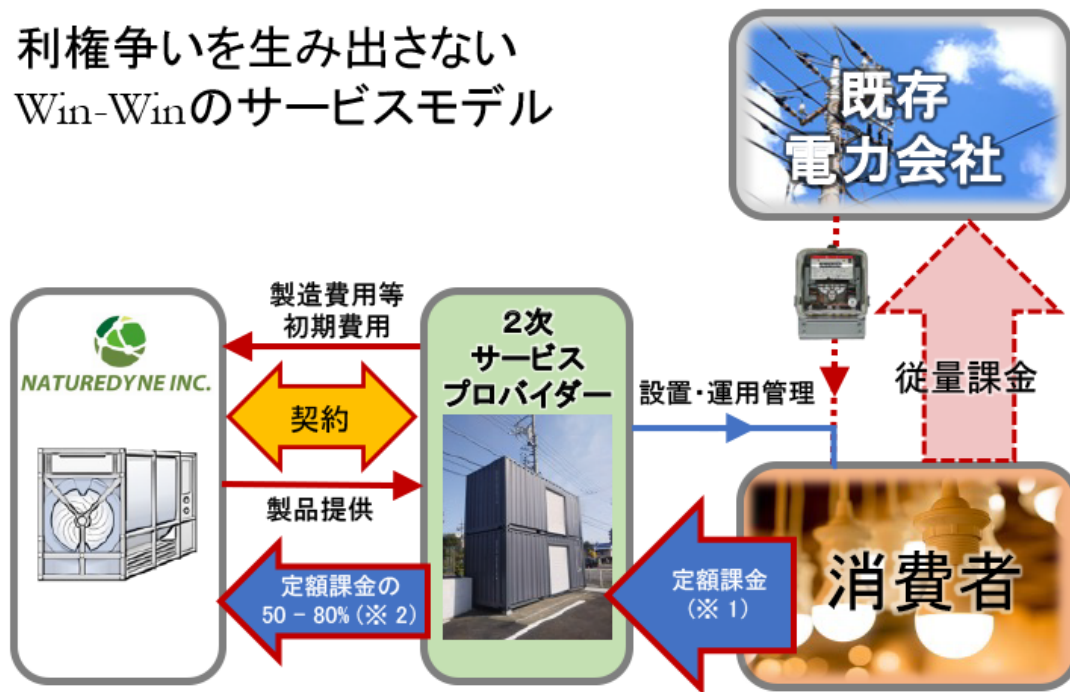 利権争いを生み出さない
Win-Winのサービスモデル
既存
電力会社
製造費用等
初期費用
2次
サービス
プロバイダー
NATUREDYNE INC.
契約
設置・運用管理
従量課金
製品提供
定額課金の
50 – 80% (※ 2)
定額課金
(※ 1)
消費者